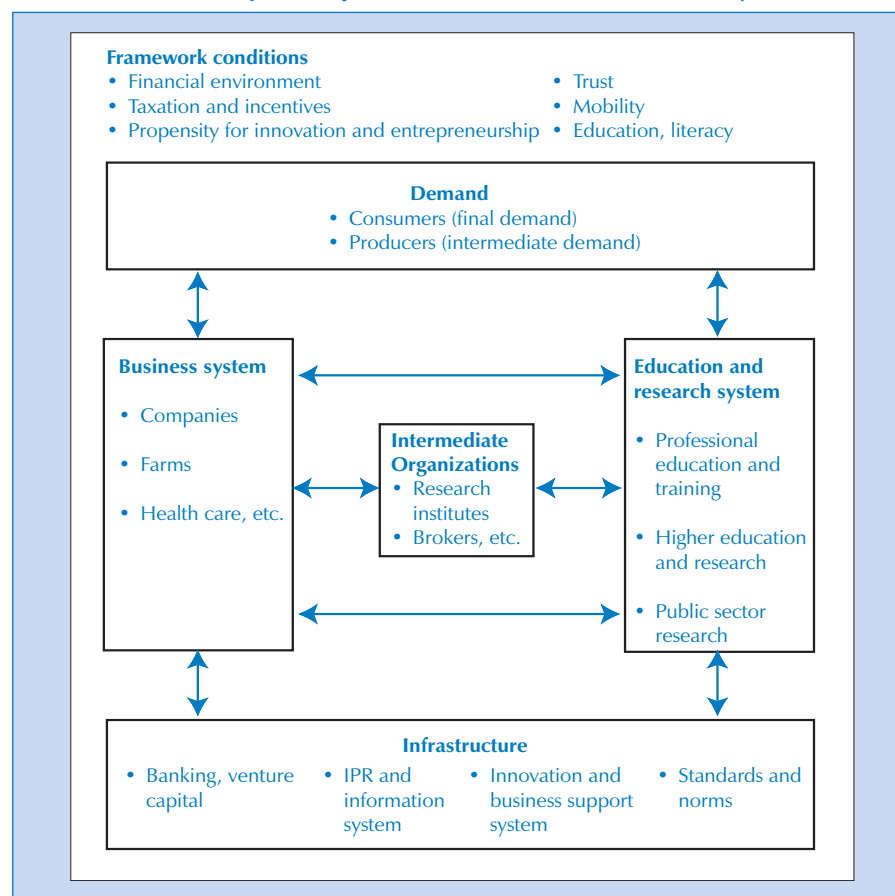 Framework conditions
• Financial environment
• Taxation and incentives
• Propensity for innovation and entrepreneurship
• Trust
• Mobility
• Education, literacy
Demand
• Consumers (final demand)
• Producers (intermediate demand)
Business system
• Companies
• Farms
• Health care, etc.
Intermediate
Organizations
• Research
institutes
• Brokers, etc.
Education and
research system
• Professional
education and
training
• Higher education
and research
• Public sector
research
Infrastructure
• Banking, venture
capital
• IPR and
information
system
• Innovation and
business support
system
• Standards and
norms